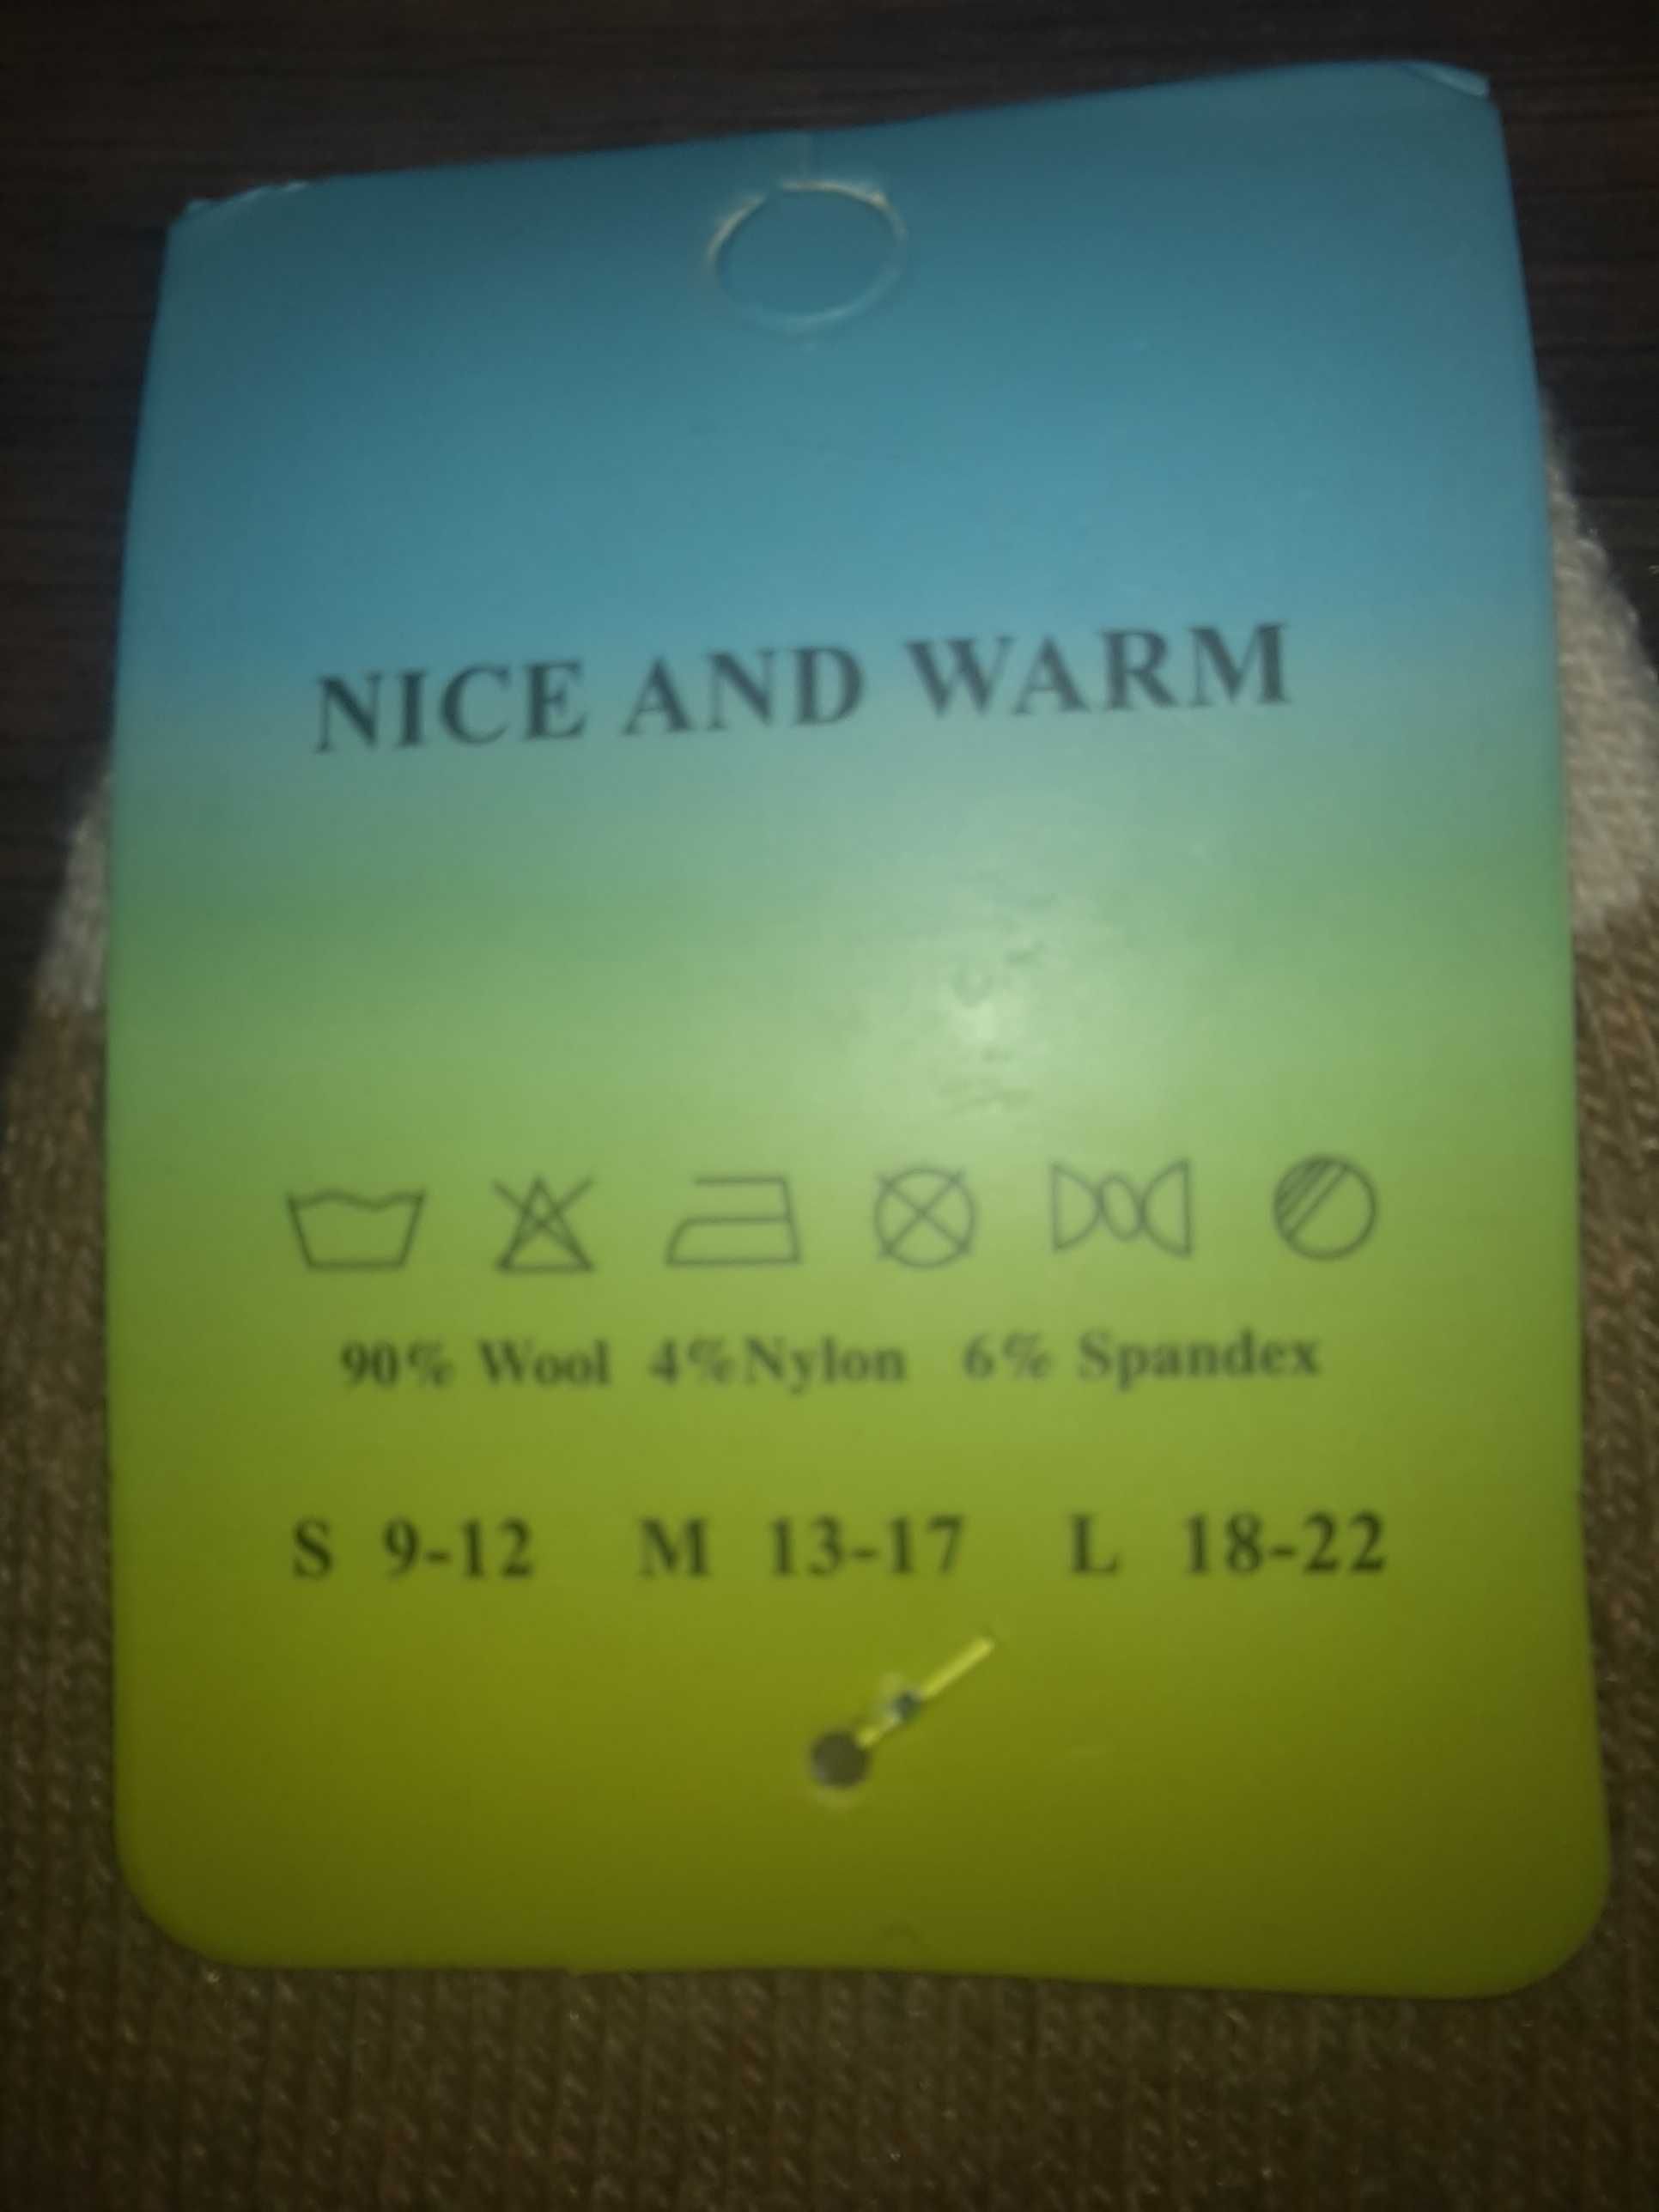 NICE AND WARM
90% Wool 4%Nylon 6% Spandex
S 9-12 M 13-17 L 18-22